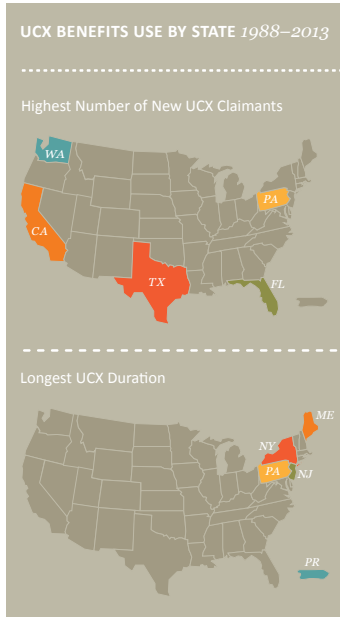 UCX BENEFITS USE BY STATE 1988–2013
Highest Number of New UCX Claimants
WA
PA
CA
TX
FL
Longest UCX Duration
ME
NY
PA
NJ
PR